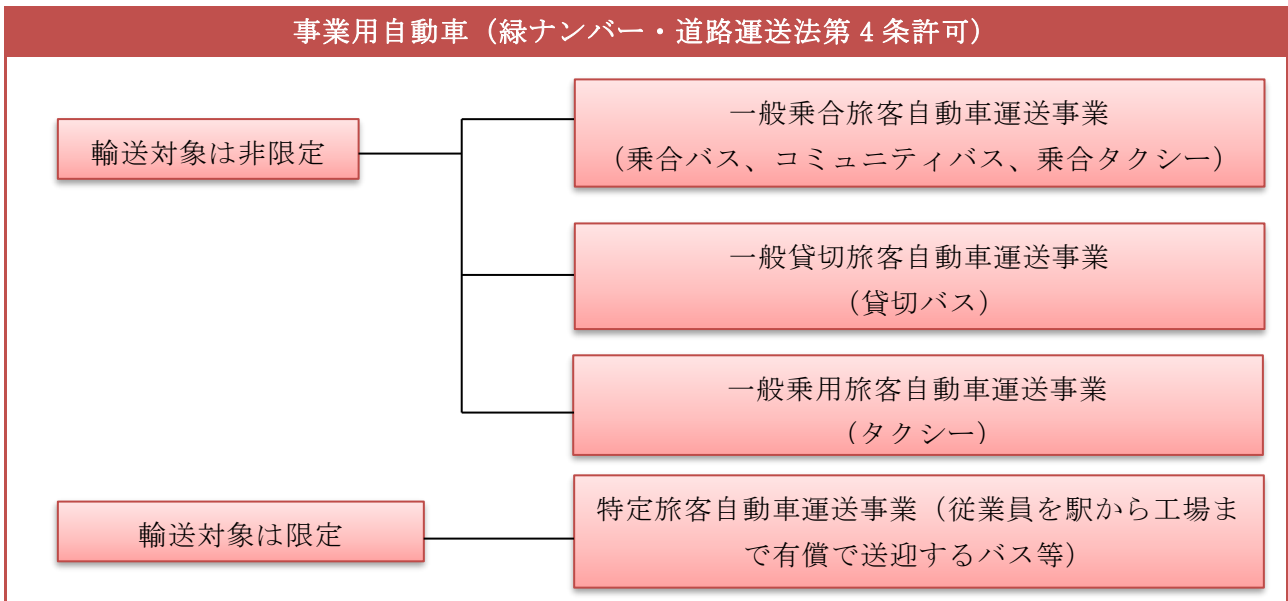 事業用自動車（緑ナンバー・道路運送法第 4 条許可）
輸送対象は非限定
一般乗合旅客自動車運送事業
（乗合バス、コミュニティバス、乗合タクシー）
一般貸切旅客自動車運送事業
（貸切バス）
一般乗用旅客自動車運送事業
（タクシー）
輸送対象は限定
特定旅客自動車運送事業（従業員を駅から工場ま
で有償で送迎するバス等）